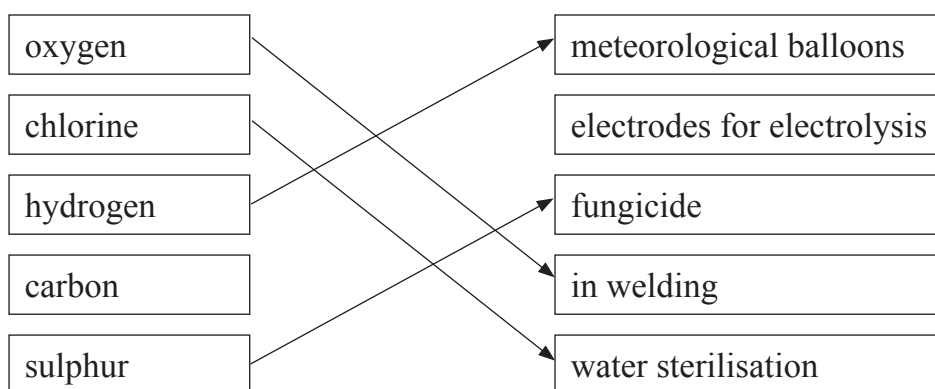 oxygen
chlorine
hydrogen
carbon
sulphur
meteorological balloons
electrodes for electrolysis
fungicide
in welding
water sterilisation